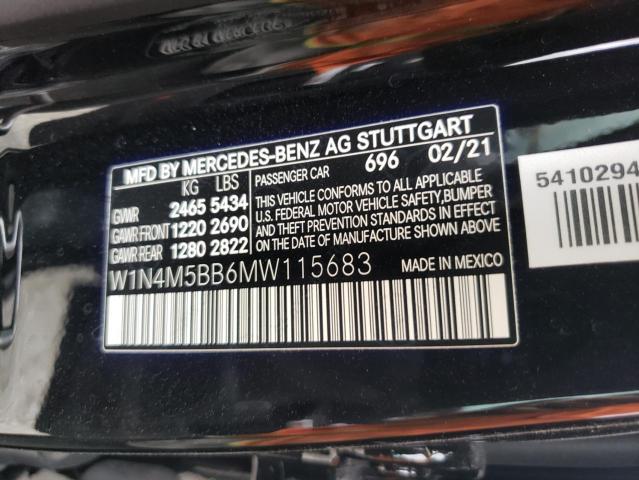 MFD BY MERCEDES-BENZ AG STUTTGART
KG LBS PASSENGER CAR 696 02/21
GVWR 2465 5434
GAWR FRONT 1220 2690
GAWR REAR 1280 2822
THIS VEHICLE CONFORMS TO ALL APPLICABLE
U.S. FEDERAL MOTOR VEHICLE SAFETY, BUMPER
AND THEFT PREVENTION STANDARDS IN EFFECT
ON THE DATE OF MANUFACTURE SHOWN ABOVE.
W1N4M5BB6MW115683 MADE IN MEXICO
5410294